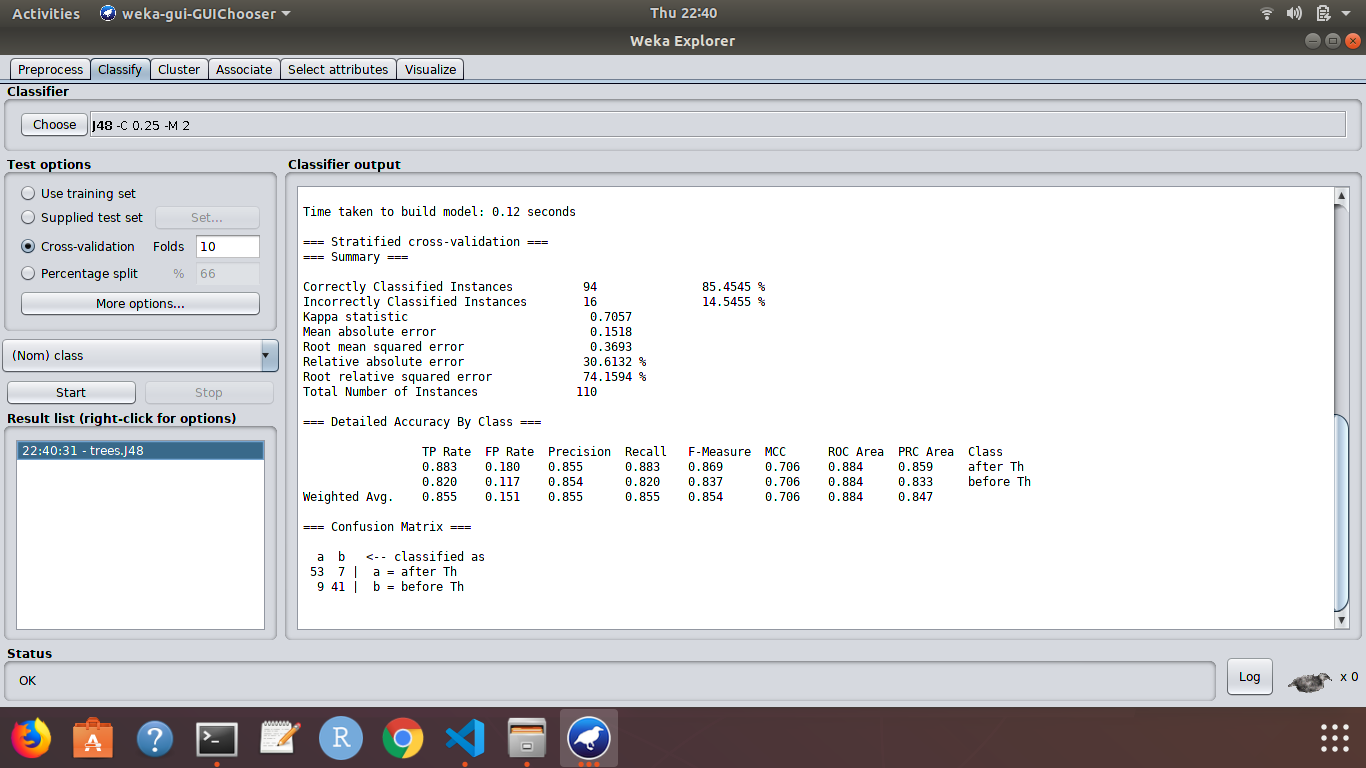 Activities weka-gui-GUIChooser Thu 22:40
Weka Explorer
Preprocess Classify Cluster Associate Select attributes Visualize
Classifier
Choose J48 -C 0.25 -M 2
Test options
Use training set
Supplied test set Set...
Cross-validation Folds 10
Percentage split % 66
More options...
(Nom) class
Start Stop
Result list (right-click for options)
22:40:31 - trees.J48
Classifier output
Time taken to build model: 0.12 seconds
=== Stratified cross-validation ===
=== Summary ===
Correctly Classified Instances 94 85.4545 %
Incorrectly Classified Instances 16 14.5455 %
Kappa statistic 0.7057
Mean absolute error 0.1518
Root mean squared error 0.3693
Relative absolute error 30.6132 %
Root relative squared error 74.1594 %
Total Number of Instances 110
=== Detailed Accuracy By Class ===
TP Rate FP Rate Precision Recall F-Measure MCC ROC Area PRC Area Class
0.883 0.180 0.855 0.883 0.869 0.706 0.884 0.859 after Th
0.820 0.117 0.854 0.820 0.837 0.706 0.884 0.833 before Th
Weighted Avg. 0.855 0.151 0.855 0.855 0.854 0.706 0.884 0.847
=== Confusion Matrix ===
a b <-- classified as
53 7 | a = after Th
9 41 | b = before Th
Status
OK
Log x 0
A ? >_ R